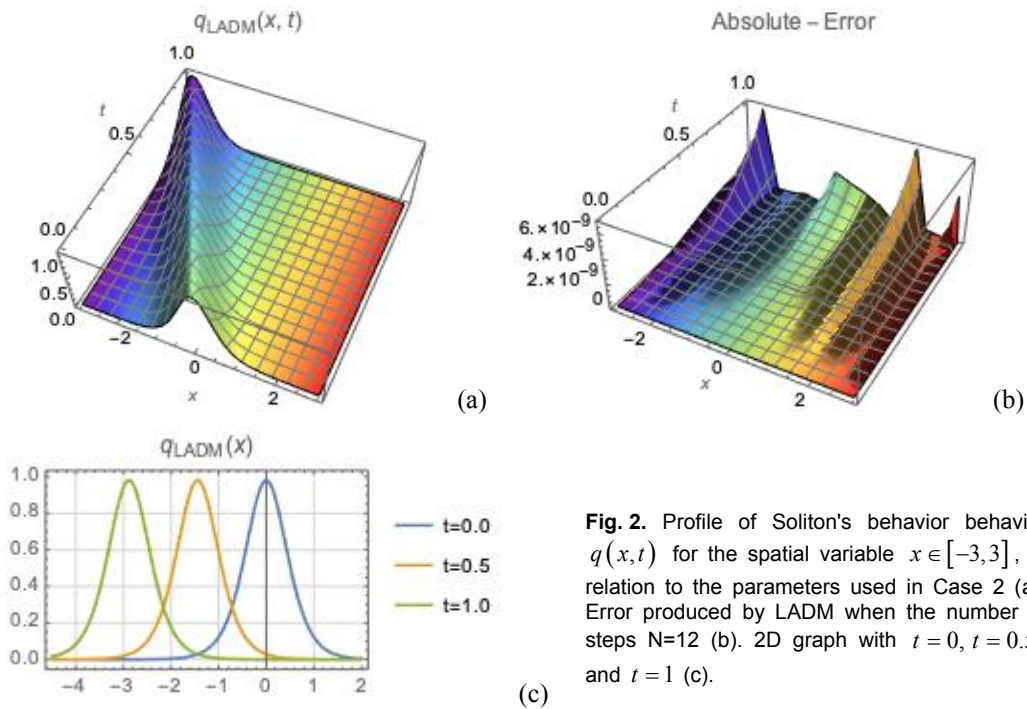 q_LADM(x, t)
1.0
t
0.5
0.0
1.0
0.5
0.0
−2
0
x
2
(a)
Absolute − Error
1.0
t
0.5
0.0
6.×10⁻⁹
4.×10⁻⁹
2.×10⁻⁹
0
−2
0
x
2
(b)
q_LADM(x)
1.0
0.8
0.6
0.4
0.2
0.0
−4 −3 −2 −1 0 1 2
t=0.0
t=0.5
t=1.0
(c)
Fig. 2. Profile of Soliton's behavior behavi
q(x,t) for the spatial variable x ∈ [−3,3],
relation to the parameters used in Case 2 (a
Error produced by LADM when the number
steps N=12 (b). 2D graph with t = 0, t = 0.
and t = 1 (c).